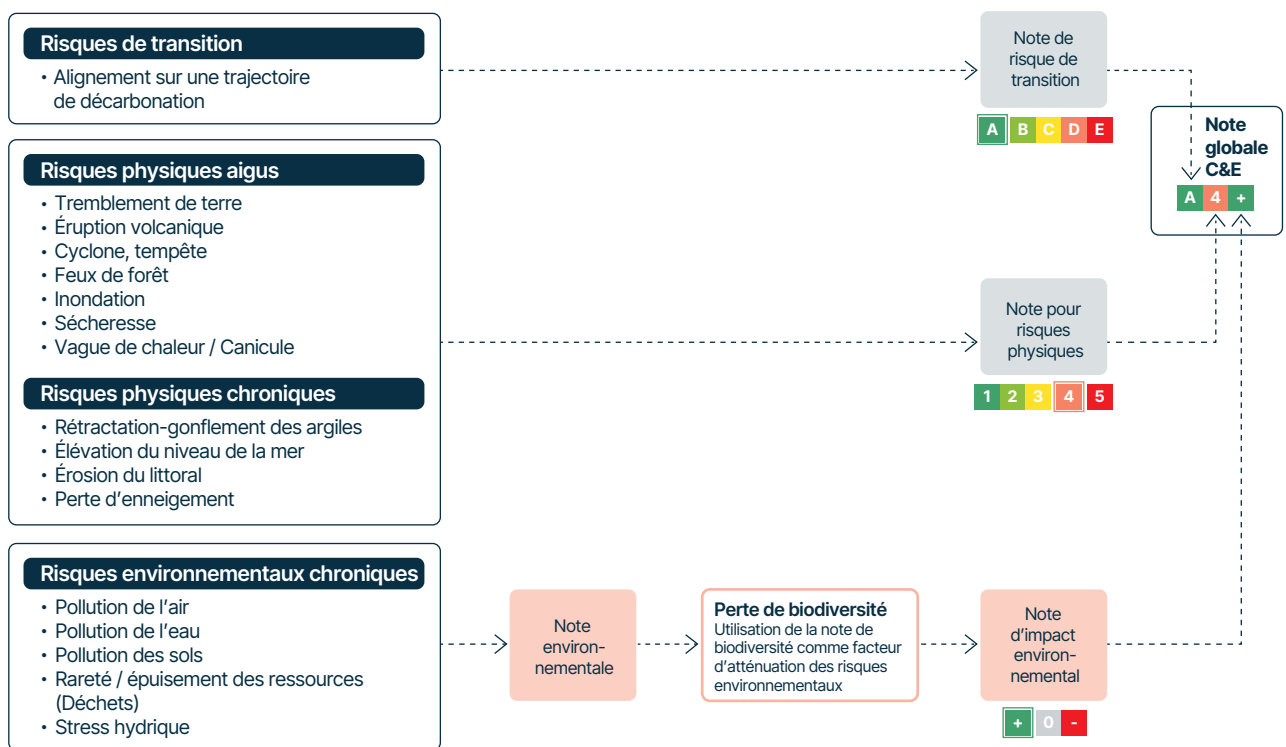 Risques de transition
• Alignement sur une trajectoire
de décarbonation
Note de
risque de
transition
A B C D E
Note
globale
C&E
A 4 +
Risques physiques aigus
• Tremblement de terre
• Éruption volcanique
• Cyclone, tempête
• Feux de forêt
• Inondation
• Sécheresse
• Vague de chaleur / Canicule
Risques physiques chroniques
• Rétractation-gonflement des argiles
• Élévation du niveau de la mer
• Érosion du littoral
• Perte d’enneigement
Note pour
risques
physiques
1 2 3 4 5
Risques environnementaux chroniques
• Pollution de l’air
• Pollution de l’eau
• Pollution des sols
• Rareté / épuisement des ressources
(Déchets)
• Stress hydrique
Note
environ-
nementale
Perte de biodiversité
Utilisation de la note de
biodiversité comme facteur
d’atténuation des risques
environnementaux
Note
d’impact
environ-
nemental
+ 0 -